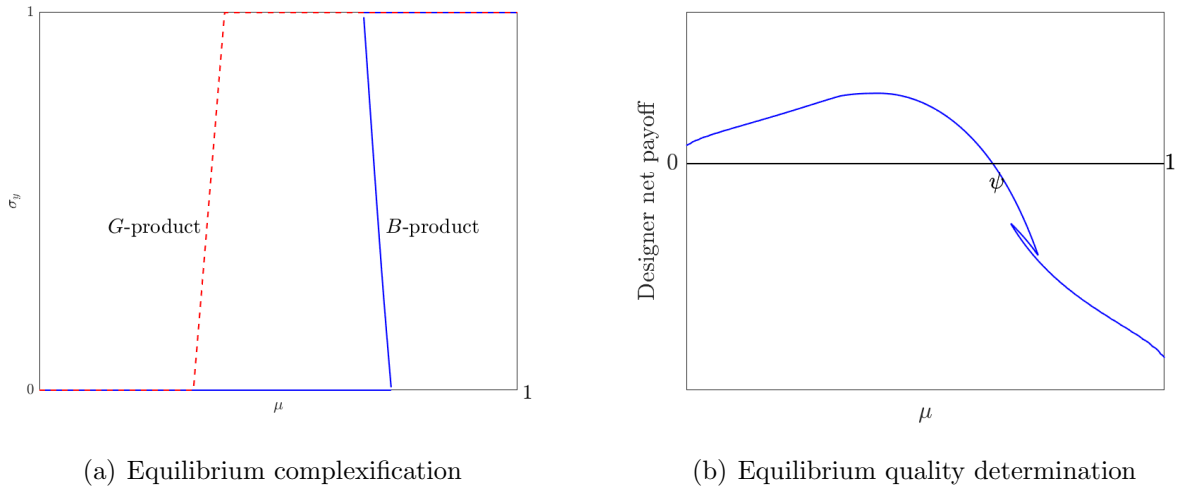 1
σ_y
G-product
B-product
0
μ
1
(a) Equilibrium complexification
Designer net payoff
0
1
ψ
μ
(b) Equilibrium quality determination